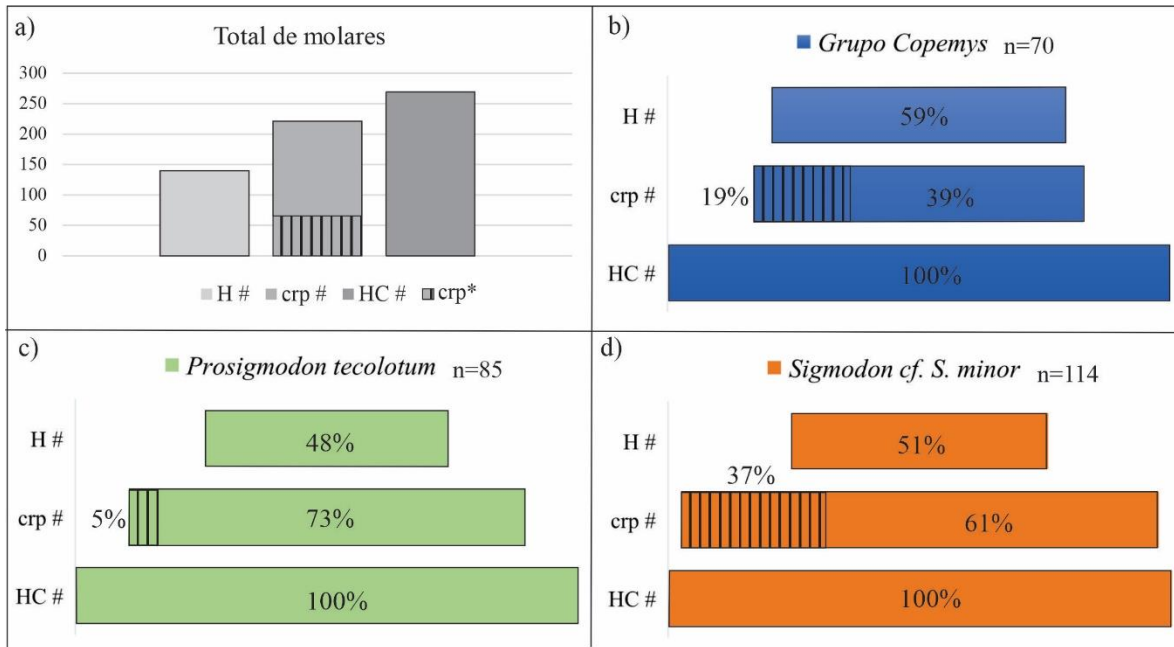 a)
Total de molares
300
250
200
150
100
50
0
H # crp # HC # crp*
b)
Grupo Copemys n=70
H #
59%
crp #
19%
39%
HC #
100%
c)
Prosigmodon tecolotum n=85
H #
48%
crp #
5%
73%
HC #
100%
d)
Sigmodon cf. S. minor n=114
H #
51%
37%
crp #
61%
HC #
100%